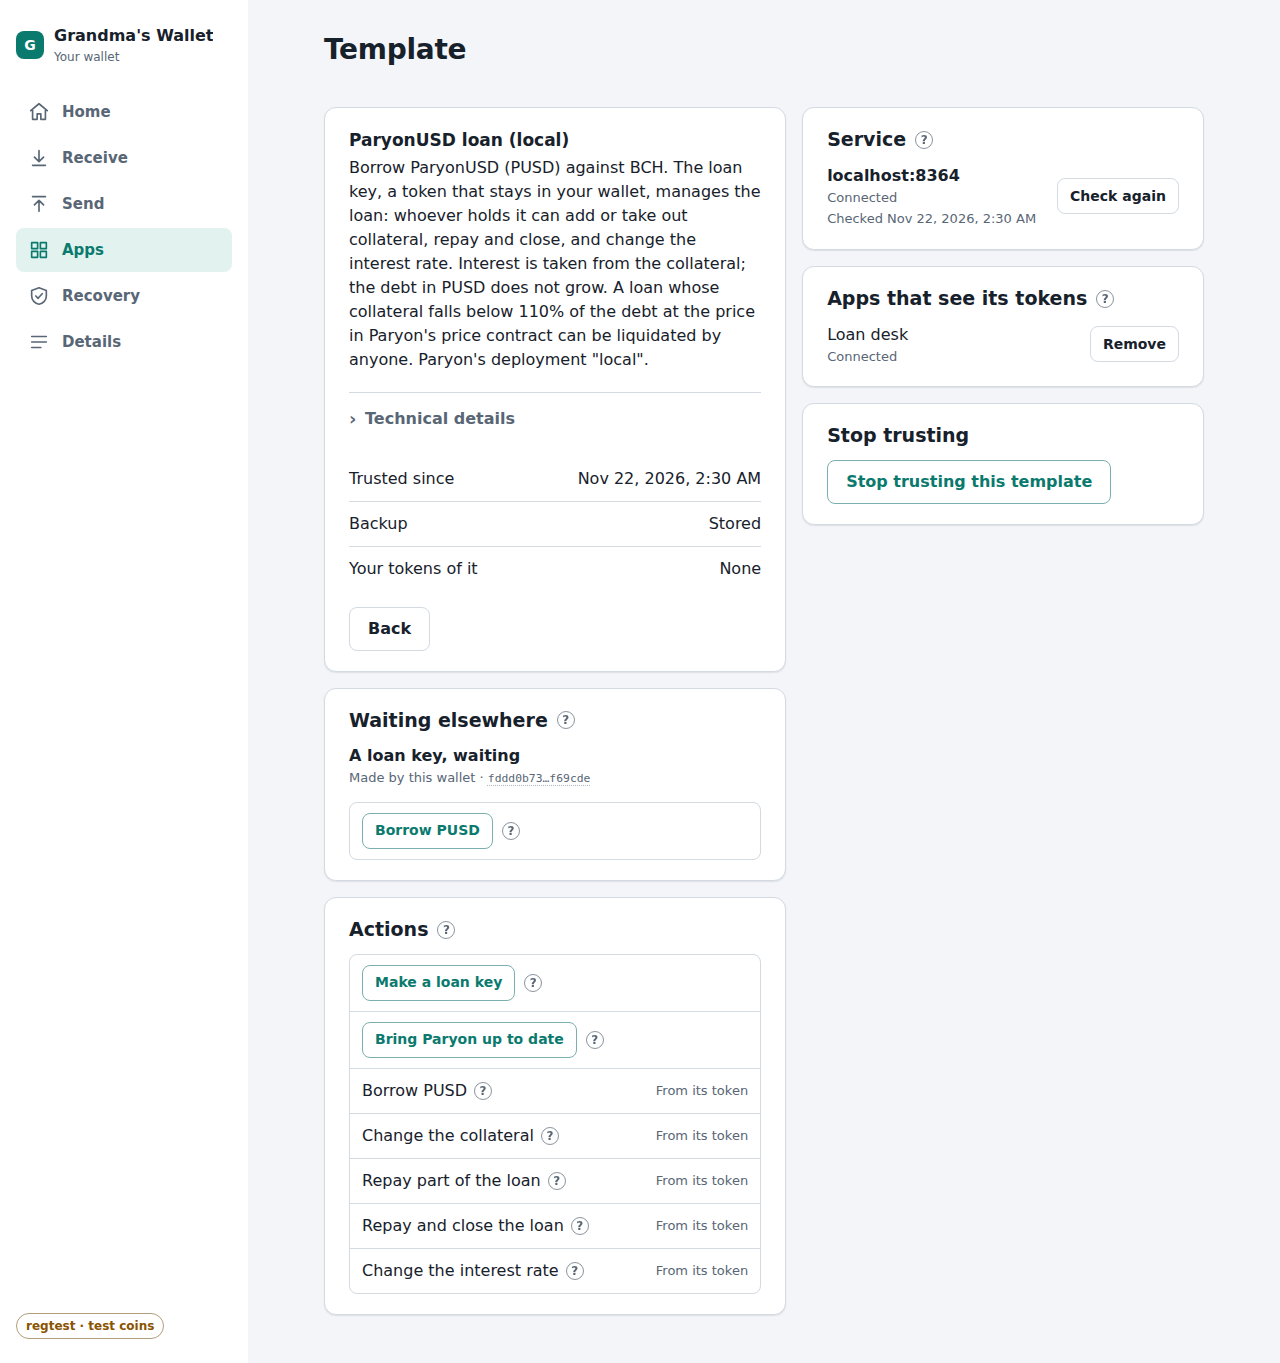 G
Grandma's Wallet
Your wallet
Home
Receive
Send
Apps
Recovery
Details
regtest · test coins
Template
ParyonUSD loan (local)
Borrow ParyonUSD (PUSD) against BCH. The loan
key, a token that stays in your wallet, manages the
loan: whoever holds it can add or take out
collateral, repay and close, and change the
interest rate. Interest is taken from the collateral;
the debt in PUSD does not grow. A loan whose
collateral falls below 110% of the debt at the price
in Paryon's price contract can be liquidated by
anyone. Paryon's deployment "local".
› Technical details
Trusted since Nov 22, 2026, 2:30 AM
Backup Stored
Your tokens of it None
Back
Waiting elsewhere ?
A loan key, waiting
Made by this wallet · fddd0b73…f69cde
Borrow PUSD ?
Actions ?
Make a loan key ?
Bring Paryon up to date ?
Borrow PUSD ? From its token
Change the collateral ? From its token
Repay part of the loan ? From its token
Repay and close the loan ? From its token
Change the interest rate ? From its token
Service ?
localhost:8364
Connected
Checked Nov 22, 2026, 2:30 AM
Check again
Apps that see its tokens ?
Loan desk
Connected
Remove
Stop trusting
Stop trusting this template